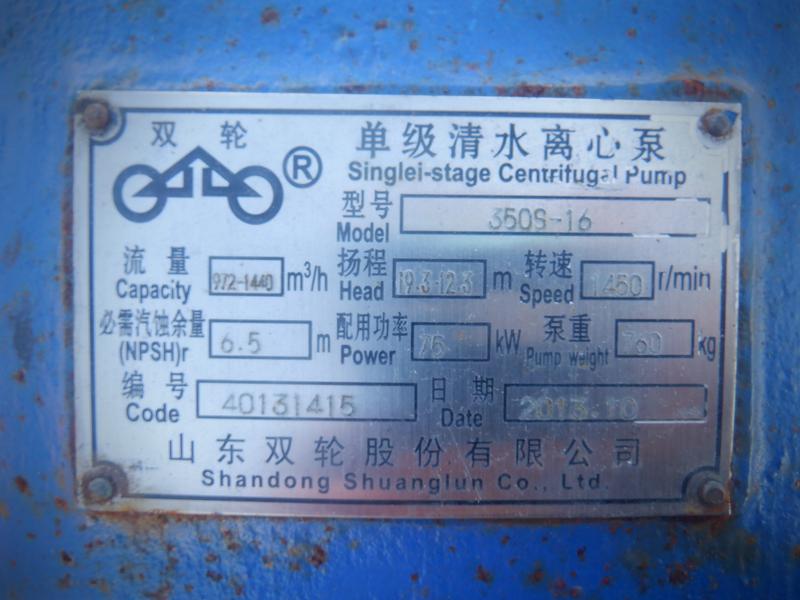 双轮 ® 单级清水离心泵
Singlei-stage Centrifugal Pump
型号
Model 350S-16
流量 扬程 转速
Capacity 972-1440 m³/h Head 19.3-12.3 m Speed 1450 r/min
必需汽蚀余量 配用功率 泵重
(NPSH)r 6.5 m Power 75 kW Pump weight 760 kg
编号 日期
Code 40131415 Date 2013.10
山东双轮股份有限公司
Shandong Shuanglun Co., Ltd.